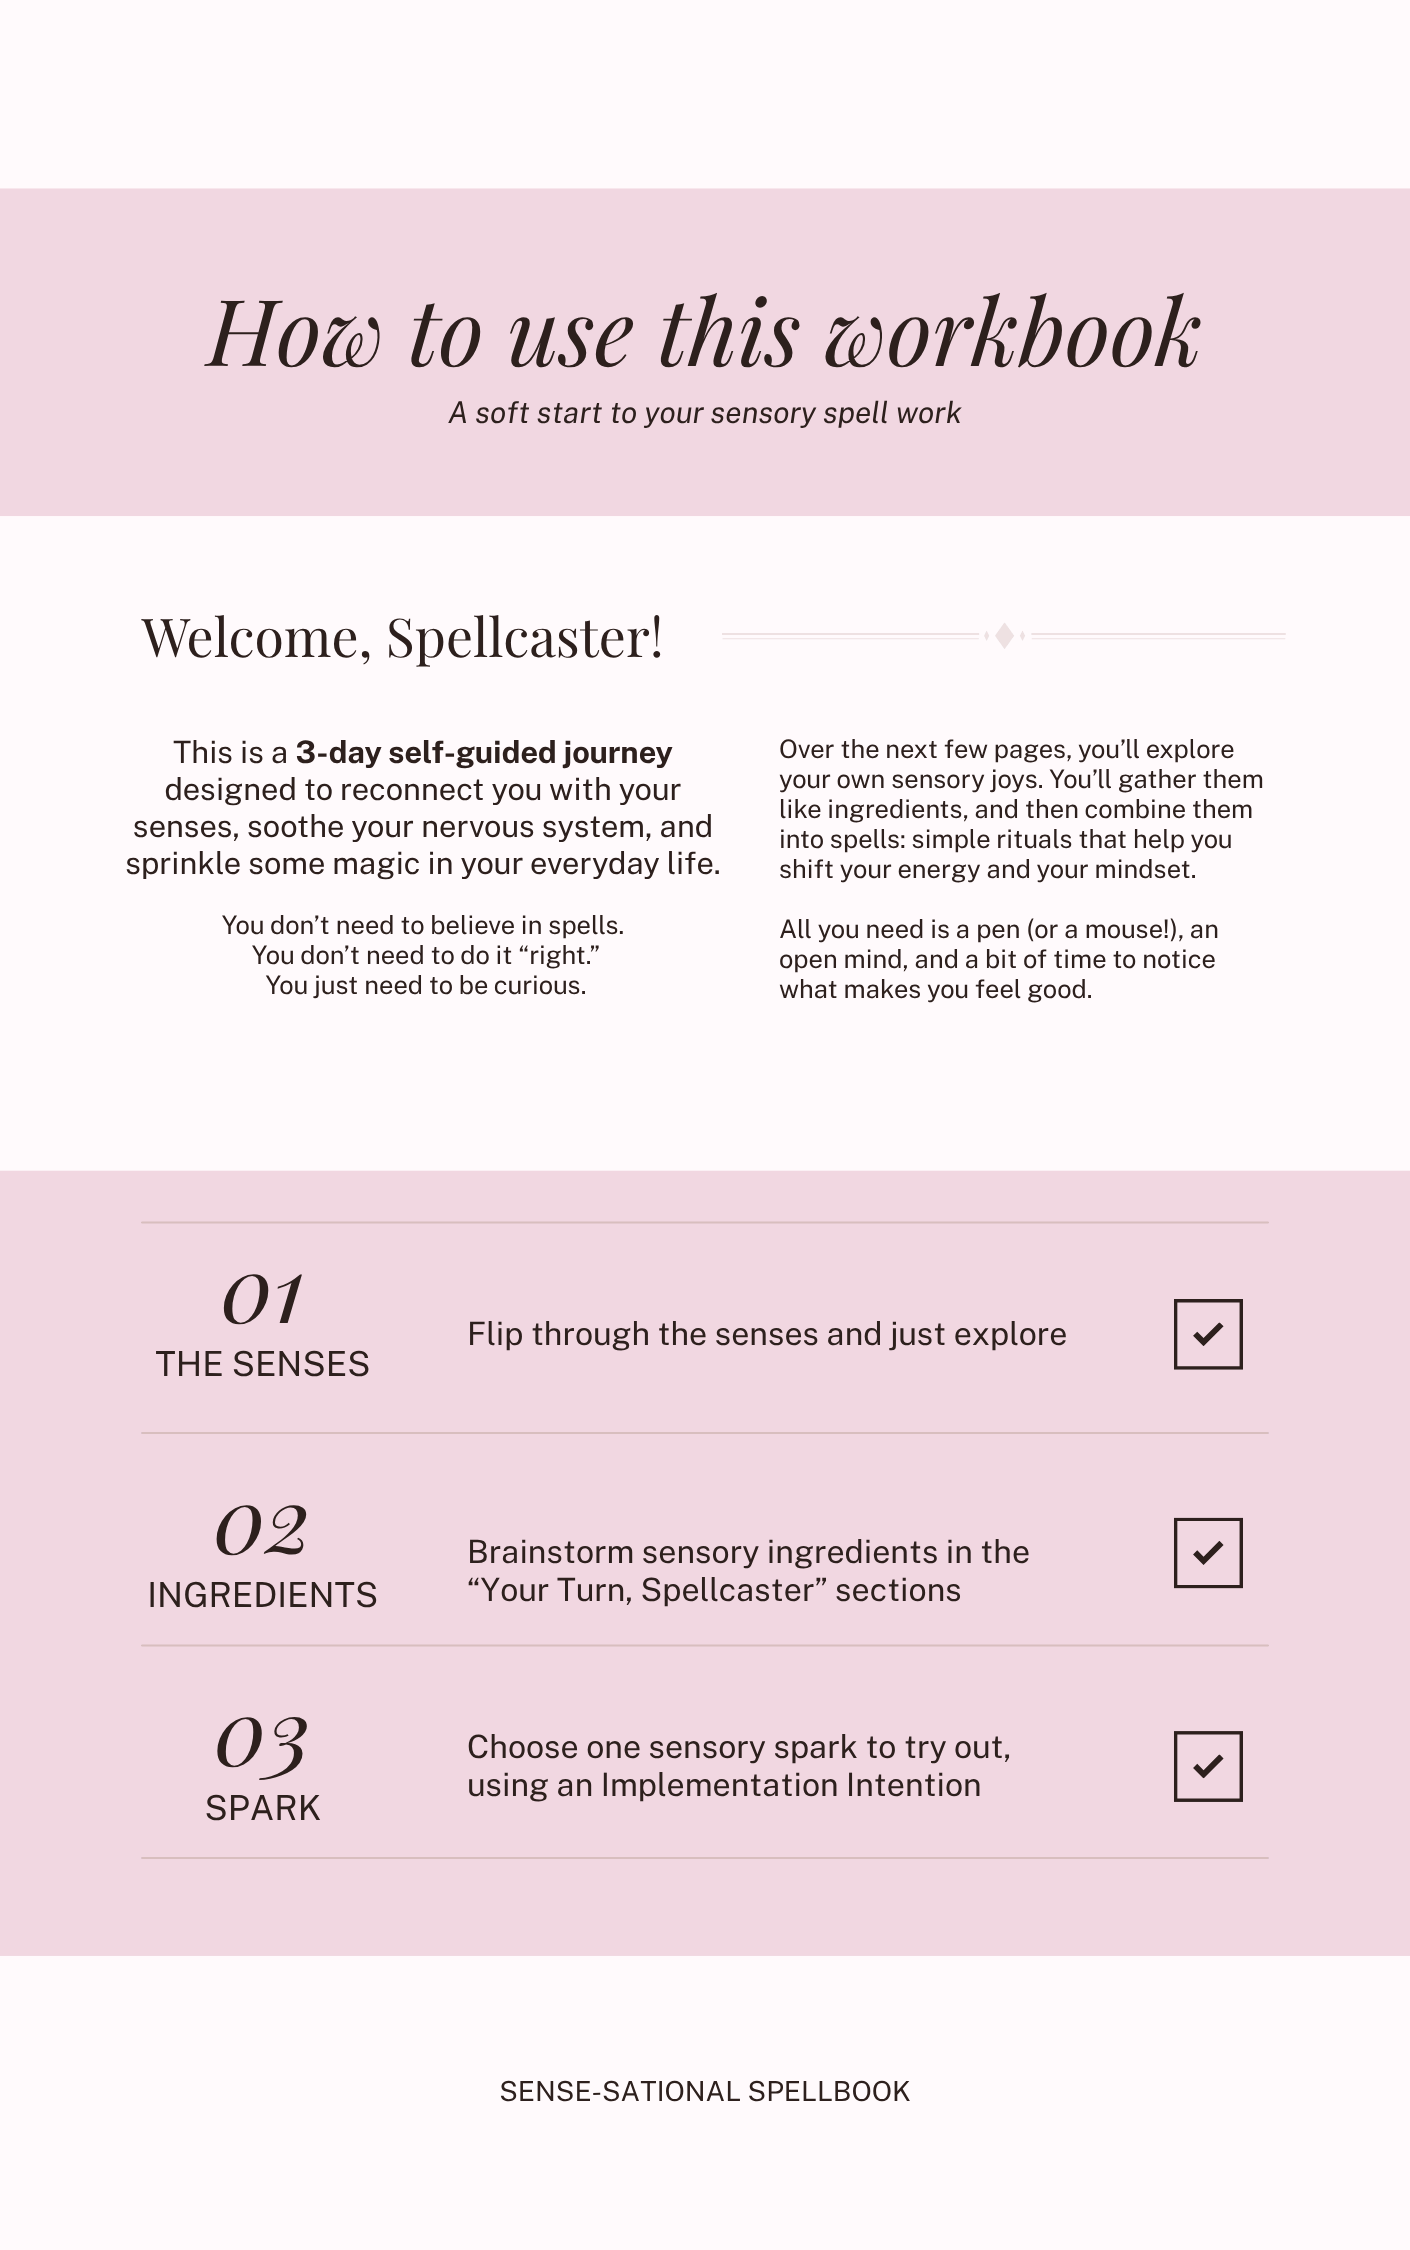 How to use this workbook
A soft start to your sensory spell work
Welcome, Spellcaster!
This is a 3-day self-guided journey
designed to reconnect you with your
senses, soothe your nervous system, and
sprinkle some magic in your everyday life.
You don’t need to believe in spells.
You don’t need to do it “right.”
You just need to be curious.
Over the next few pages, you’ll explore
your own sensory joys. You’ll gather them
like ingredients, and then combine them
into spells: simple rituals that help you
shift your energy and your mindset.
All you need is a pen (or a mouse!), an
open mind, and a bit of time to notice
what makes you feel good.
01
THE SENSES
Flip through the senses and just explore
02
INGREDIENTS
Brainstorm sensory ingredients in the
“Your Turn, Spellcaster” sections
03
SPARK
Choose one sensory spark to try out,
using an Implementation Intention
SENSE-SATIONAL SPELLBOOK